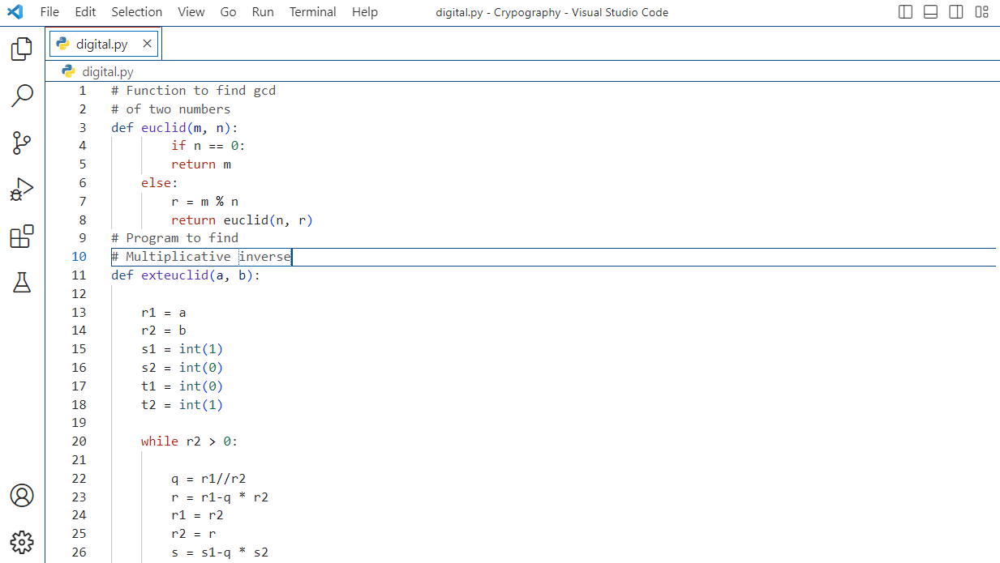 File Edit Selection View Go Run Terminal Help digital.py - Crypography - Visual Studio Code
digital.py
digital.py
1 # Function to find gcd
2 # of two numbers
3 def euclid(m, n):
4 if n == 0:
5 return m
6 else:
7 r = m % n
8 return euclid(n, r)
9 # Program to find
10 # Multiplicative inverse
11 def exteuclid(a, b):
12
13 r1 = a
14 r2 = b
15 s1 = int(1)
16 s2 = int(0)
17 t1 = int(0)
18 t2 = int(1)
19
20 while r2 > 0:
21
22 q = r1//r2
23 r = r1-q * r2
24 r1 = r2
25 r2 = r
26 s = s1-q * s2